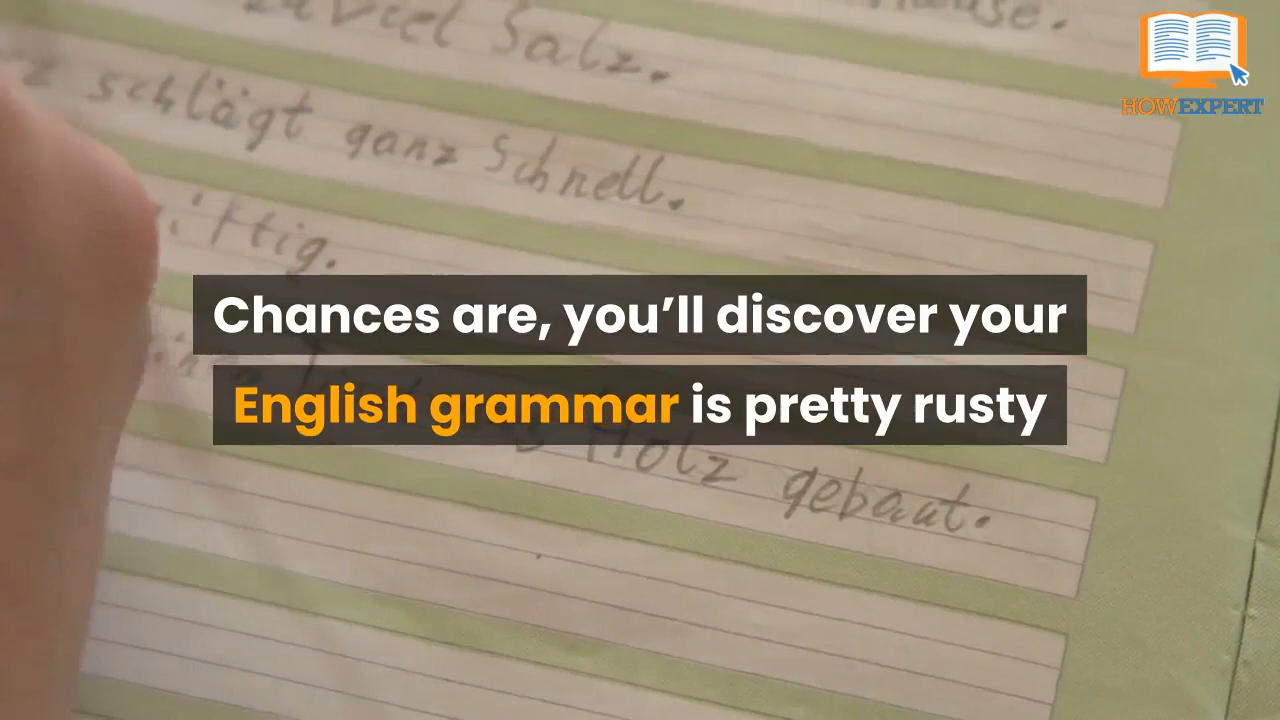 zuviel Salz.
HOWEXPERT
schlägt ganz Schnell.
Chances are, you’ll discover your
English grammar is pretty rusty
Holz gebaut.